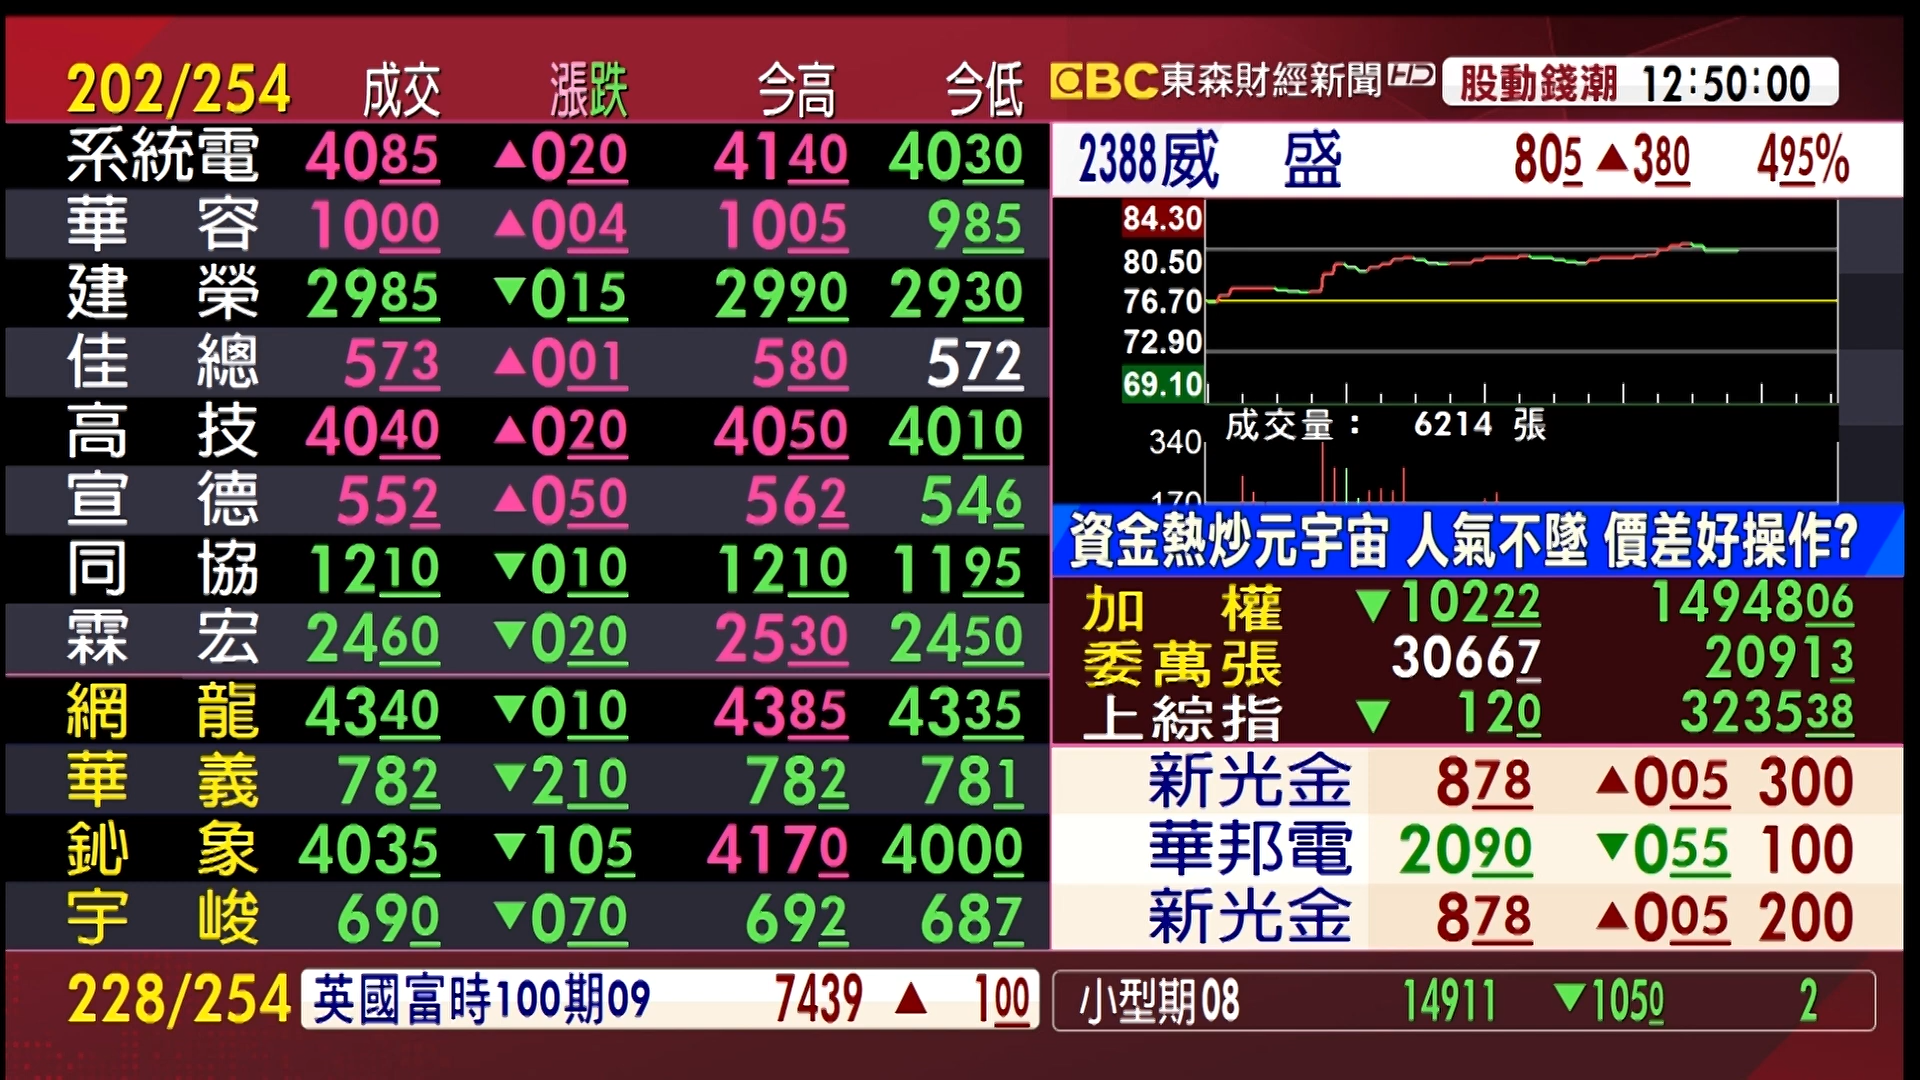 202/254 成交 漲跌 今高 今低
系統電 4085 ▲020 4140 4030
華容 1000 ▲004 1005 985
建榮 2985 ▼015 2990 2930
佳總 573 ▲001 580 572
高技 4040 ▲020 4050 4010
宣德 552 ▲050 562 546
同協 1210 ▼010 1210 1195
霖宏 2460 ▼020 2530 2450
網龍 4340 ▼010 4385 4335
華義 782 ▼210 782 781
鈊象 4035 ▼105 4170 4000
宇峻 690 ▼070 692 687
228/254 英國富時100期09 7439 ▲ 100
EBC東森財經新聞HD 股動錢潮 12:50:00
2388威盛 805 ▲380 495%
84.30
80.50
76.70
72.90
69.10
成交量： 6214 張
340
170
資金熱炒元宇宙 人氣不墜 價差好操作?
加權 ▼10222 1494806
委萬張 30667 20913
上綜指 ▼ 120 323538
新光金 878 ▲005 300
華邦電 2090 ▼055 100
新光金 878 ▲005 200
小型期08 14911 ▼1050 2